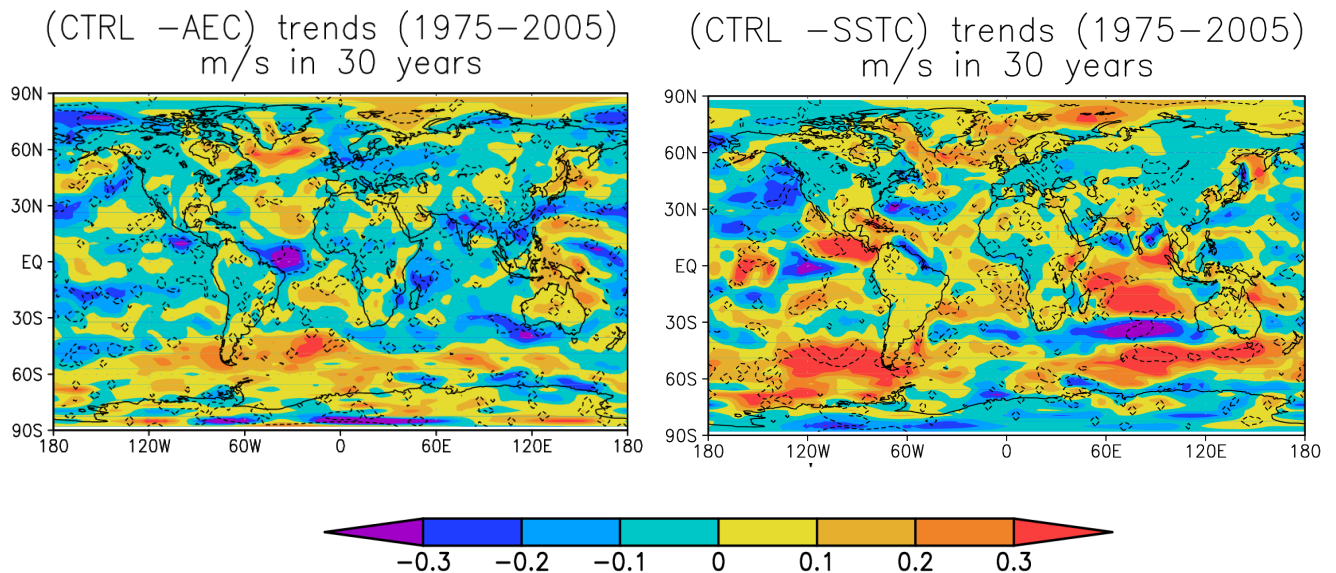 (CTRL −AEC) trends (1975−2005)
m/s in 30 years
(CTRL −SSTC) trends (1975−2005)
m/s in 30 years
90N
60N
30N
EQ
30S
60S
90S
180 120W 60W 0 60E 120E 180
90N
60N
30N
EQ
30S
60S
90S
180 120W 60W 0 60E 120E 180
−0.3 −0.2 −0.1 0 0.1 0.2 0.3